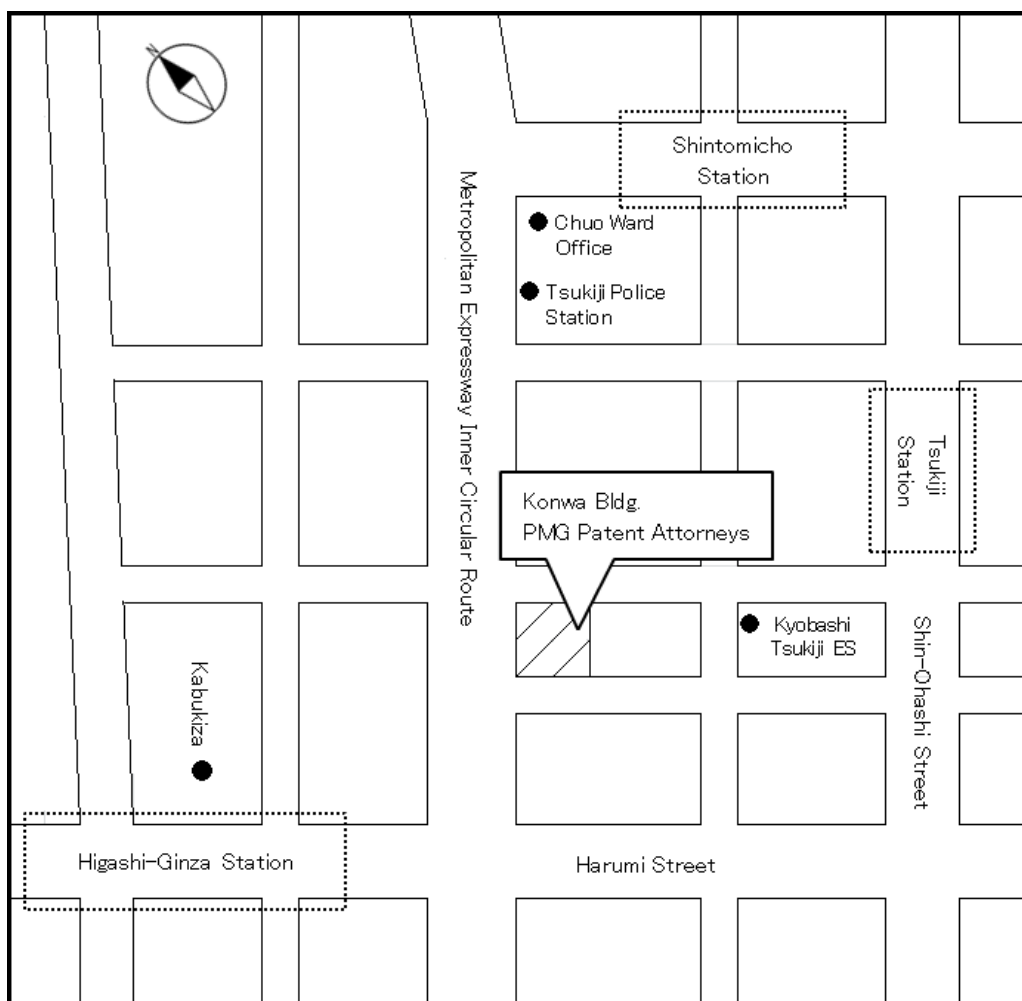 N
Shintomicho
Station
Chuo Ward
Office
Tsukiji Police
Station
Metropolitan Expressway Inner Circular Route
Tsukiji
Station
Konwa Bldg.
PMG Patent Attorneys
Kyobashi
Tsukiji ES
Shin-Ohashi Street
Kabukiza
Higashi-Ginza Station
Harumi Street